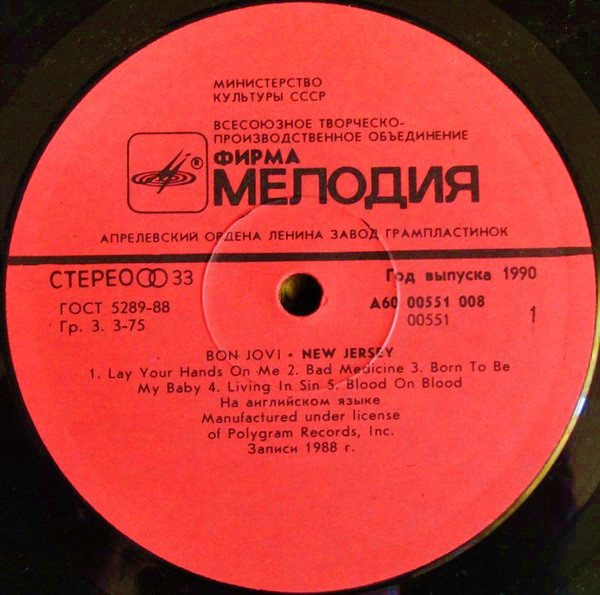 МИНИСТЕРСТВО
КУЛЬТУРЫ СССР
ВСЕСОЮЗНОЕ ТВОРЧЕСКО-
ПРОИЗВОДСТВЕННОЕ ОБЪЕДИНЕНИЕ
® ФИРМА
МЕЛОДИЯ
АПРЕЛЕВСКИЙ ОРДЕНА ЛЕНИНА ЗАВОД ГРАМПЛАСТИНОК
СТЕРЕО 33 Год выпуска 1990
ГОСТ 5289-88 А60 00551 008
Гр. 3. 3-75 00551 1
BON JOVI • NEW JERSEY
1. Lay Your Hands On Me 2. Bad Medicine 3. Born To Be
My Baby 4. Living In Sin 5. Blood On Blood
На английском языке
Manufactured under license
of Polygram Records, Inc.
Записи 1988 г.